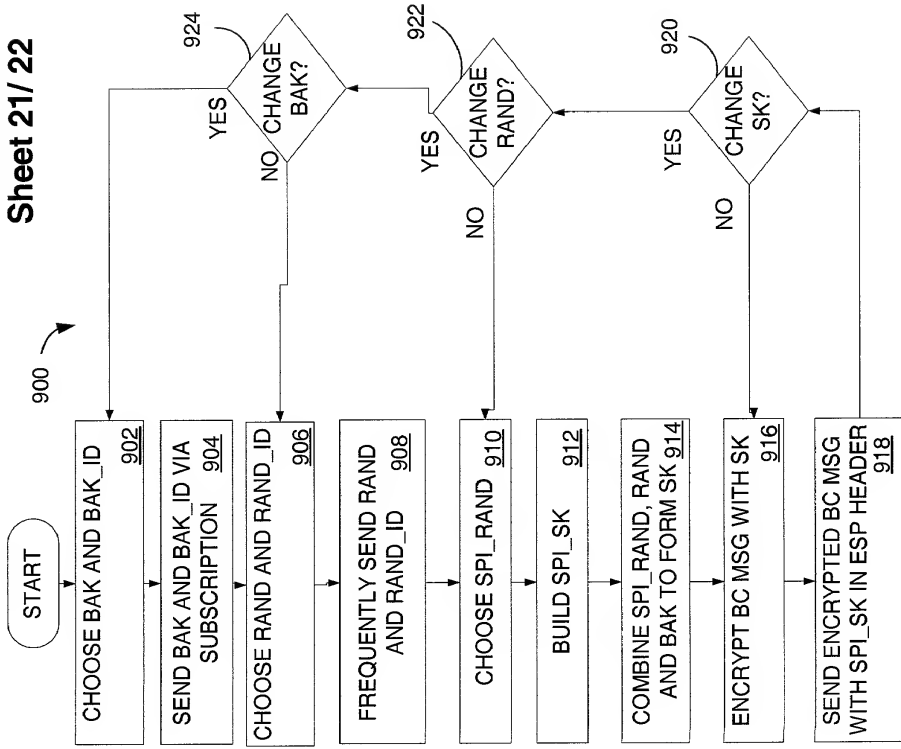 Sheet 21/ 22
900
START
CHOOSE BAK AND BAK_ID
902
SEND BAK AND BAK_ID VIA
SUBSCRIPTION
904
CHOOSE RAND AND RAND_ID
906
FREQUENTLY SEND RAND
AND RAND_ID
908
CHOOSE SPI_RAND
910
BUILD SPI_SK
912
COMBINE SPI_RAND, RAND
AND BAK TO FORM SK
914
ENCRYPT BC MSG WITH SK
916
SEND ENCRYPTED BC MSG
WITH SPI_SK IN ESP HEADER
918
CHANGE
SK?
920
YES
NO
CHANGE
RAND?
922
YES
NO
CHANGE
BAK?
924
YES
NO